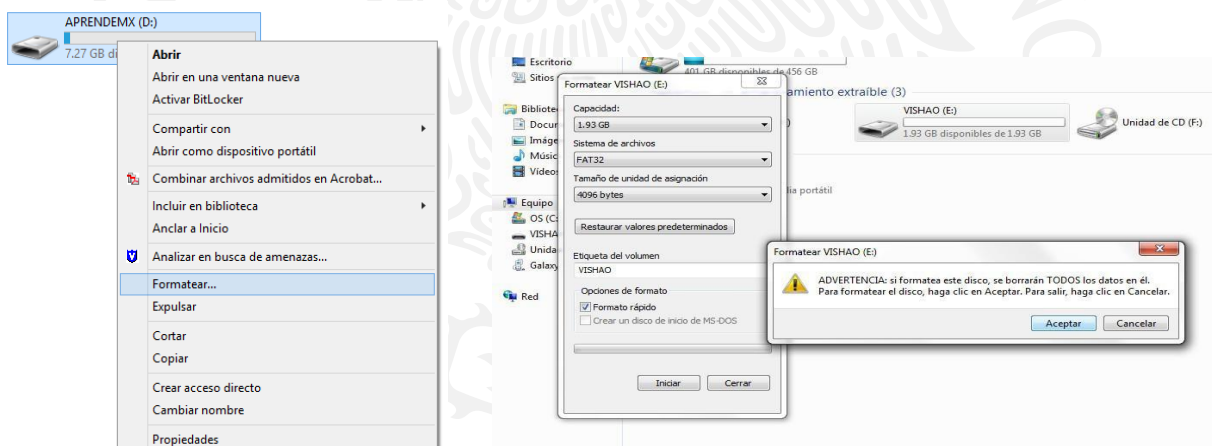 APRENDEMX (D:)
7.27 GB di
Abrir
Abrir en una ventana nueva
Activar BitLocker
Compartir con
Abrir como dispositivo portátil
Combinar archivos admitidos en Acrobat...
Incluir en biblioteca
Anclar a Inicio
Analizar en busca de amenazas...
Formatear...
Expulsar
Cortar
Copiar
Crear acceso directo
Cambiar nombre
Propiedades
Escritorio
Sitios
Bibliote
Docur
Imáge
Músic
Vídeos
Equipo
OS (C:
VISHA
Unida
Galaxy
Red
401 GB disponibles de 456 GB
amiento extraíble (3)
VISHAO (E:)
1.93 GB disponibles de 1.93 GB
Unidad de CD (F:)
dia portátil
Formatear VISHAO (E:)
Capacidad:
1.93 GB
Sistema de archivos
FAT32
Tamaño de unidad de asignación
4096 bytes
Restaurar valores predeterminados
Etiqueta del volumen
VISHAO
Opciones de formato
Formato rápido
Crear un disco de inicio de MS-DOS
Iniciar
Cerrar
Formatear VISHAO (E:)
ADVERTENCIA: si formatea este disco, se borrarán TODOS los datos en él.
Para formatear el disco, haga clic en Aceptar. Para salir, haga clic en Cancelar.
Aceptar
Cancelar